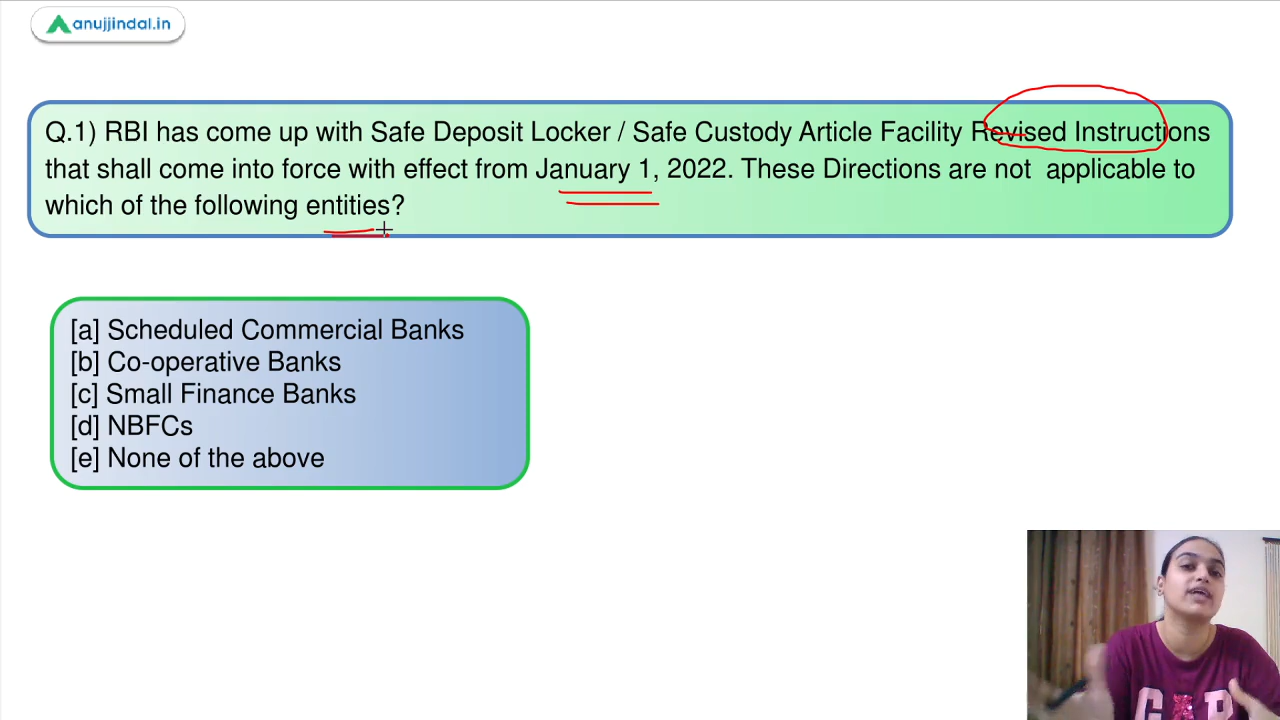 anujjindal.in
Q.1) RBI has come up with Safe Deposit Locker / Safe Custody Article Facility Revised Instructions
that shall come into force with effect from January 1, 2022. These Directions are not applicable to
which of the following entities?
[a] Scheduled Commercial Banks
[b] Co-operative Banks
[c] Small Finance Banks
[d] NBFCs
[e] None of the above